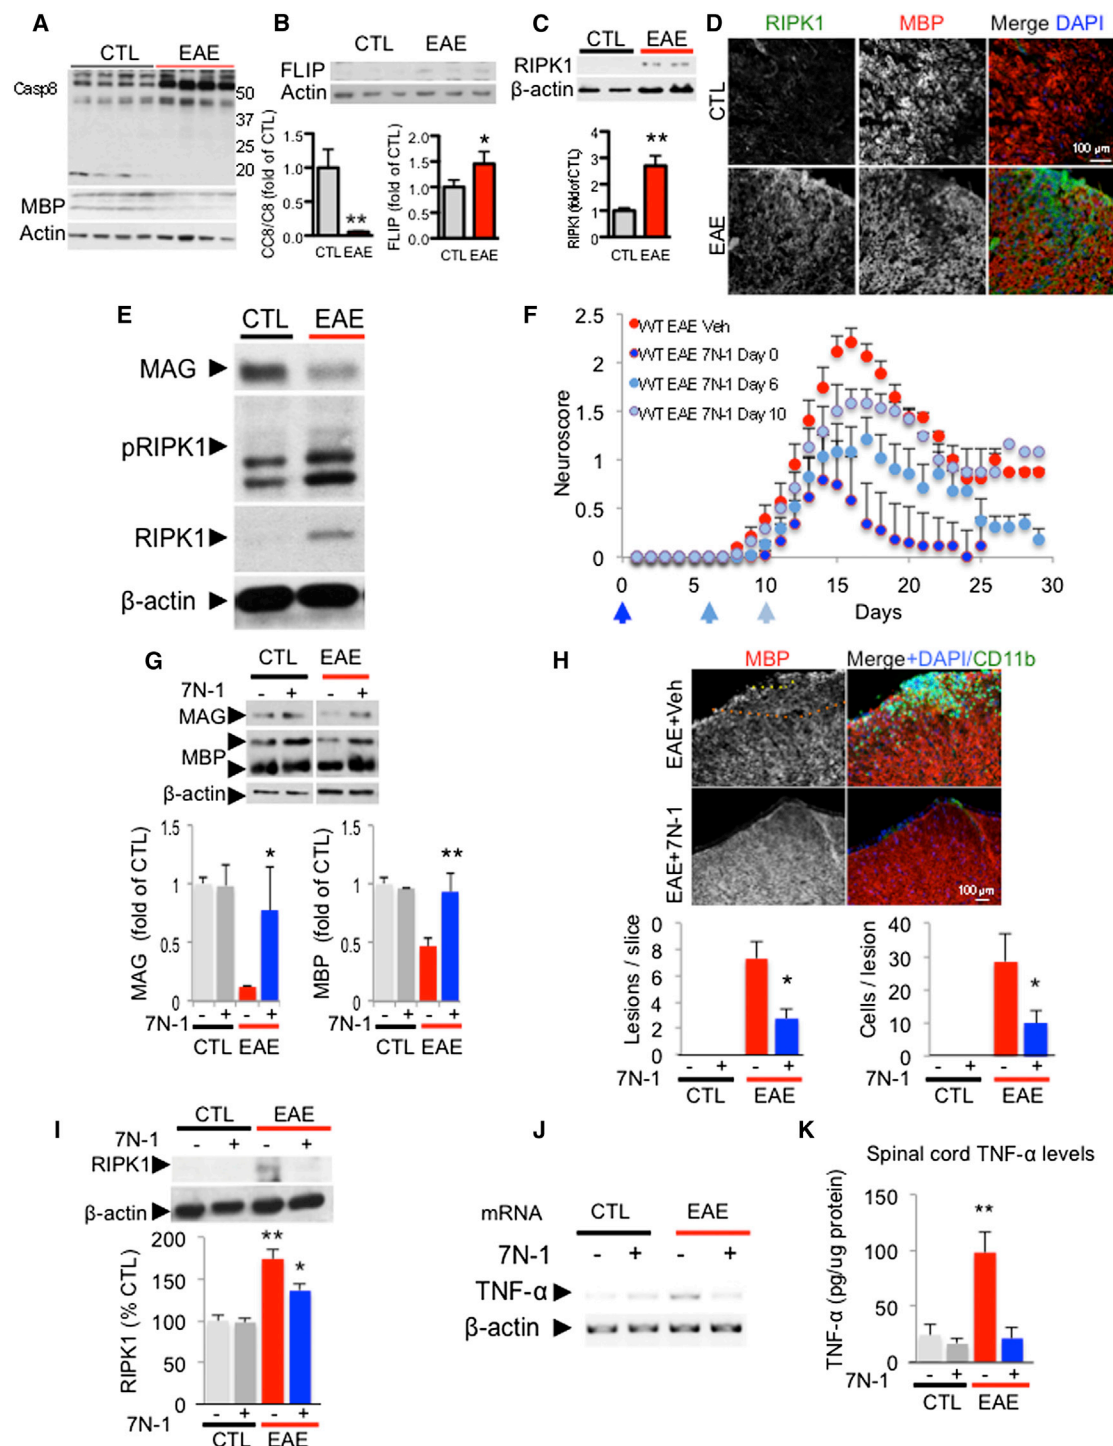 A
CTL EAE
Casp8
50
37
25
20
MBP
Actin
B
CTL EAE
FLIP
Actin
CC8/C8 (fold of CTL)
1.5
1.0
0.5
0.0
**
CTL EAE
FLIP (fold of CTL)
2.0
1.5
1.0
0.5
0.0
*
CTL EAE
C
CTL EAE
RIPK1
β-actin
RIPK1 (fold of CTL)
4
3
2
1
0
**
CTL EAE
D
RIPK1 MBP Merge DAPI
CTL
100 µm
EAE
E
CTL EAE
MAG
pRIPK1
RIPK1
β-actin
F
Neuroscore
2.5
2
1.5
1
0.5
0
WT EAE Veh
WT EAE 7N-1 Day 0
WT EAE 7N-1 Day 6
WT EAE 7N-1 Day 10
0 5 10 15 20 25 30
Days
G
CTL EAE
7N-1 - + - +
MAG
MBP
β-actin
MAG (fold of CTL)
1.5
1
0.5
0
*
7N-1 - + - +
CTL EAE
MBP (fold of CTL)
1.5
1
0.5
0
**
7N-1 - + - +
CTL EAE
H
MBP Merge+DAPI/CD11b
EAE+Veh
EAE+7N-1
100 µm
Lesions / slice
0
8
6
4
2
0
*
7N-1 - + - +
CTL EAE
Cells / lesion
40
30
20
10
0
*
7N-1 - + - +
CTL EAE
I
CTL EAE
7N-1 - + - +
RIPK1
β-actin
RIPK1 (% CTL)
200
150
100
50
0
**
*
7N-1 - + - +
CTL EAE
J
mRNA CTL EAE
7N-1 - + - +
TNF-α
β-actin
K
Spinal cord TNF-α levels
TNF-α (pg/ug protein)
150
100
50
0
**
7N-1 - + - +
CTL EAE